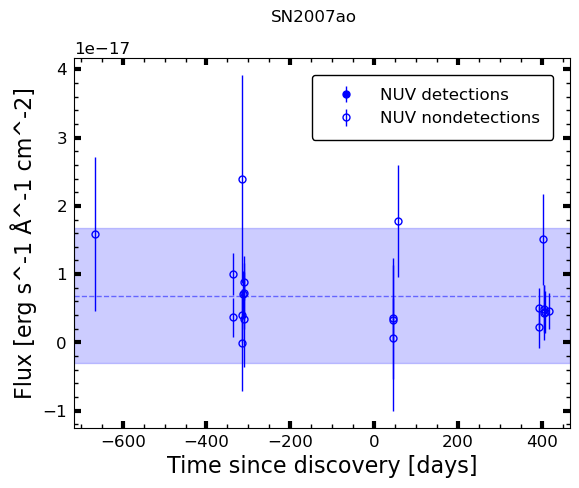 SN2007ao
1e−17
4
3
2
1
0
−1
Flux [erg s^-1 Å^-1 cm^-2]
NUV detections
NUV nondetections
−600 −400 −200 0 200 400
Time since discovery [days]